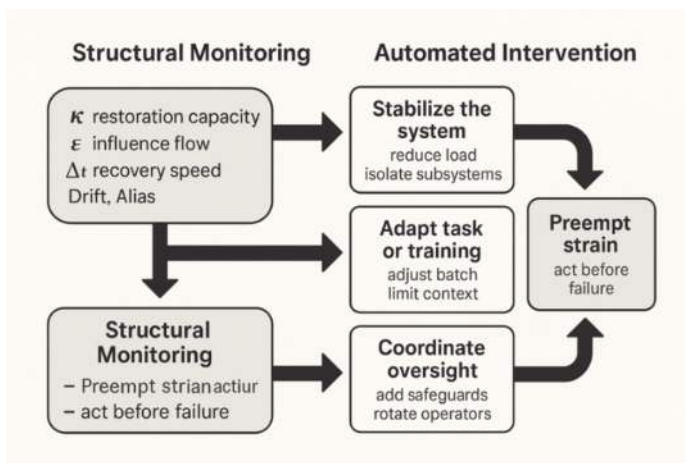 Structural Monitoring
Automated Intervention
κ restoration capacity
ε influence flow
Δt recovery speed
Drift, Alias
Stabilize the
system
reduce load
isolate subsystems
Adapt task
or training
adjust batch
limit context
Preempt
strain
act before
failure
Structural
Monitoring
– Preempt strianactiur
– act before failure
Coordinate
oversight
add safeguards
rotate operators